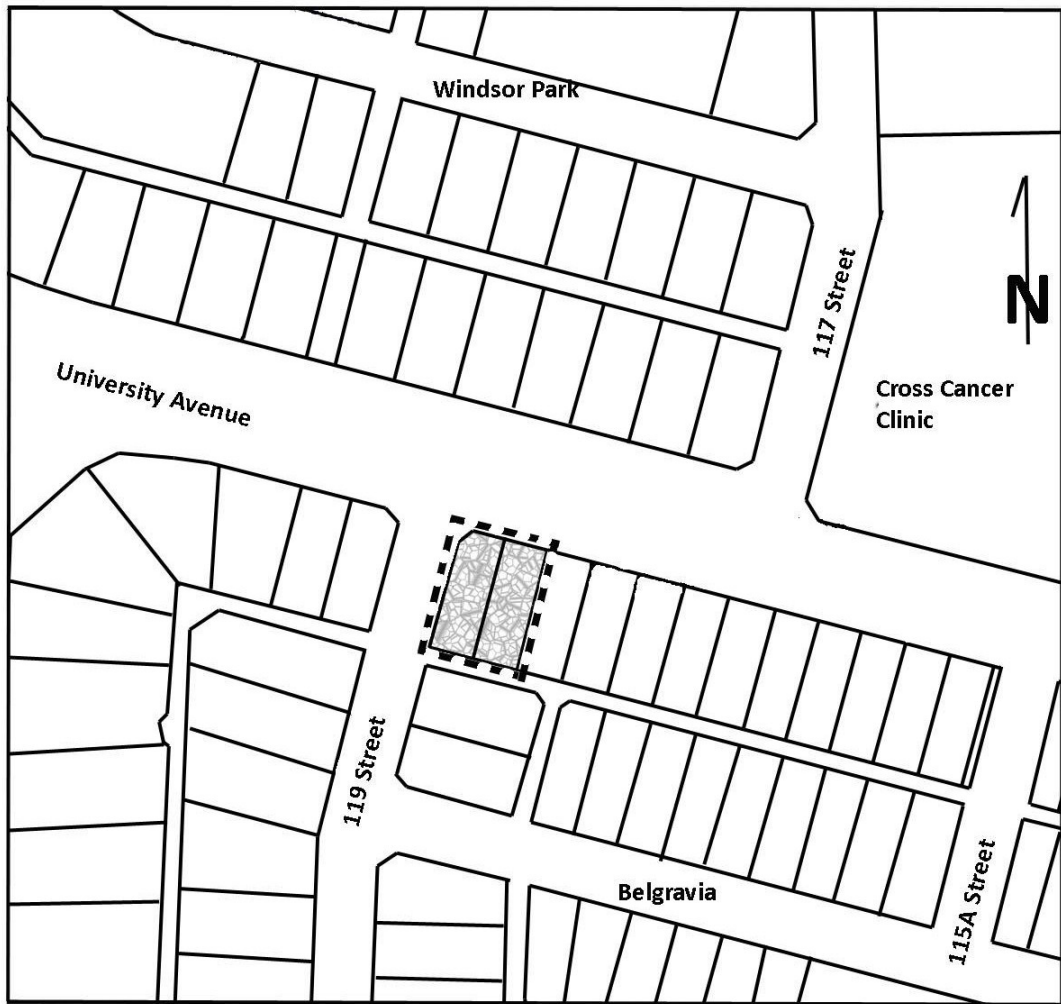 Windsor Park
117 Street
N
Cross Cancer
Clinic
University Avenue
119 Street
Belgravia
115A Street